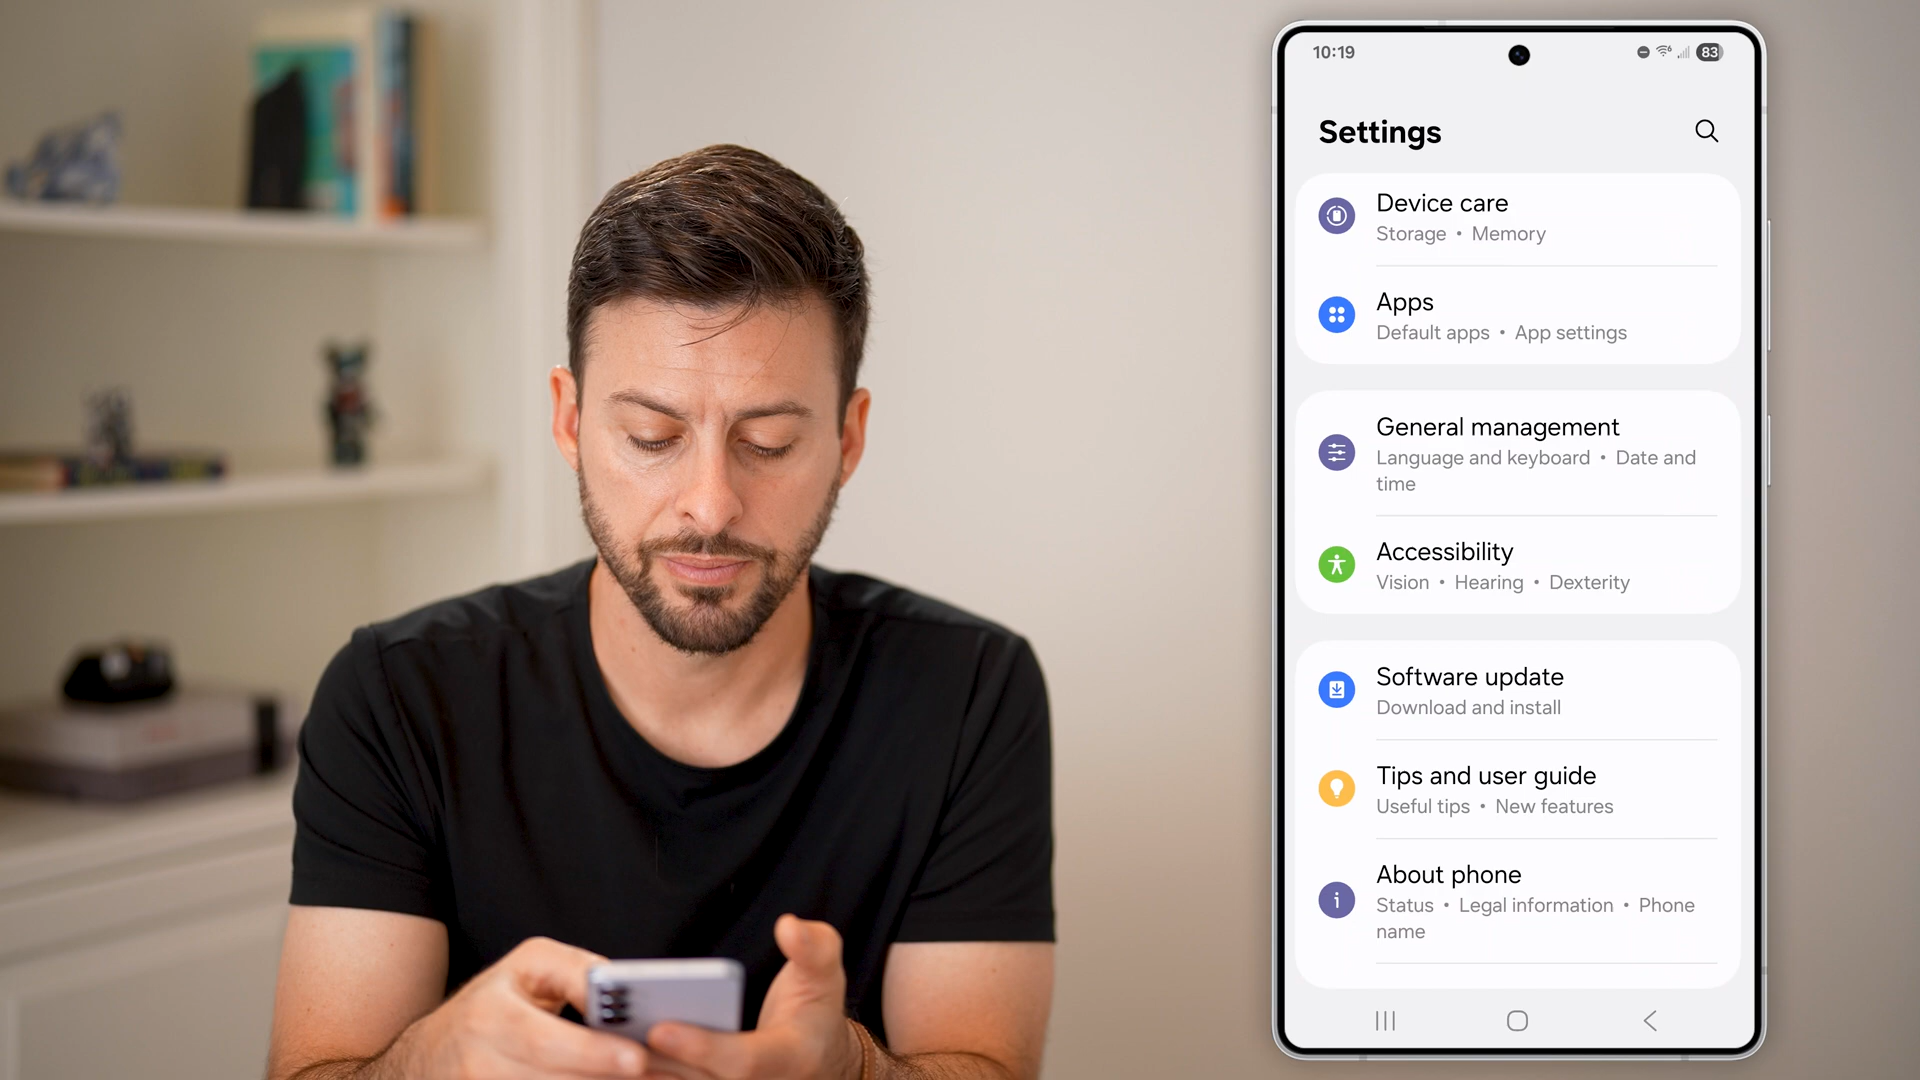 10:19
83
Settings
Device care
Storage • Memory
Apps
Default apps • App settings
General management
Language and keyboard • Date and
time
Accessibility
Vision • Hearing • Dexterity
Software update
Download and install
Tips and user guide
Useful tips • New features
About phone
Status • Legal information • Phone
name